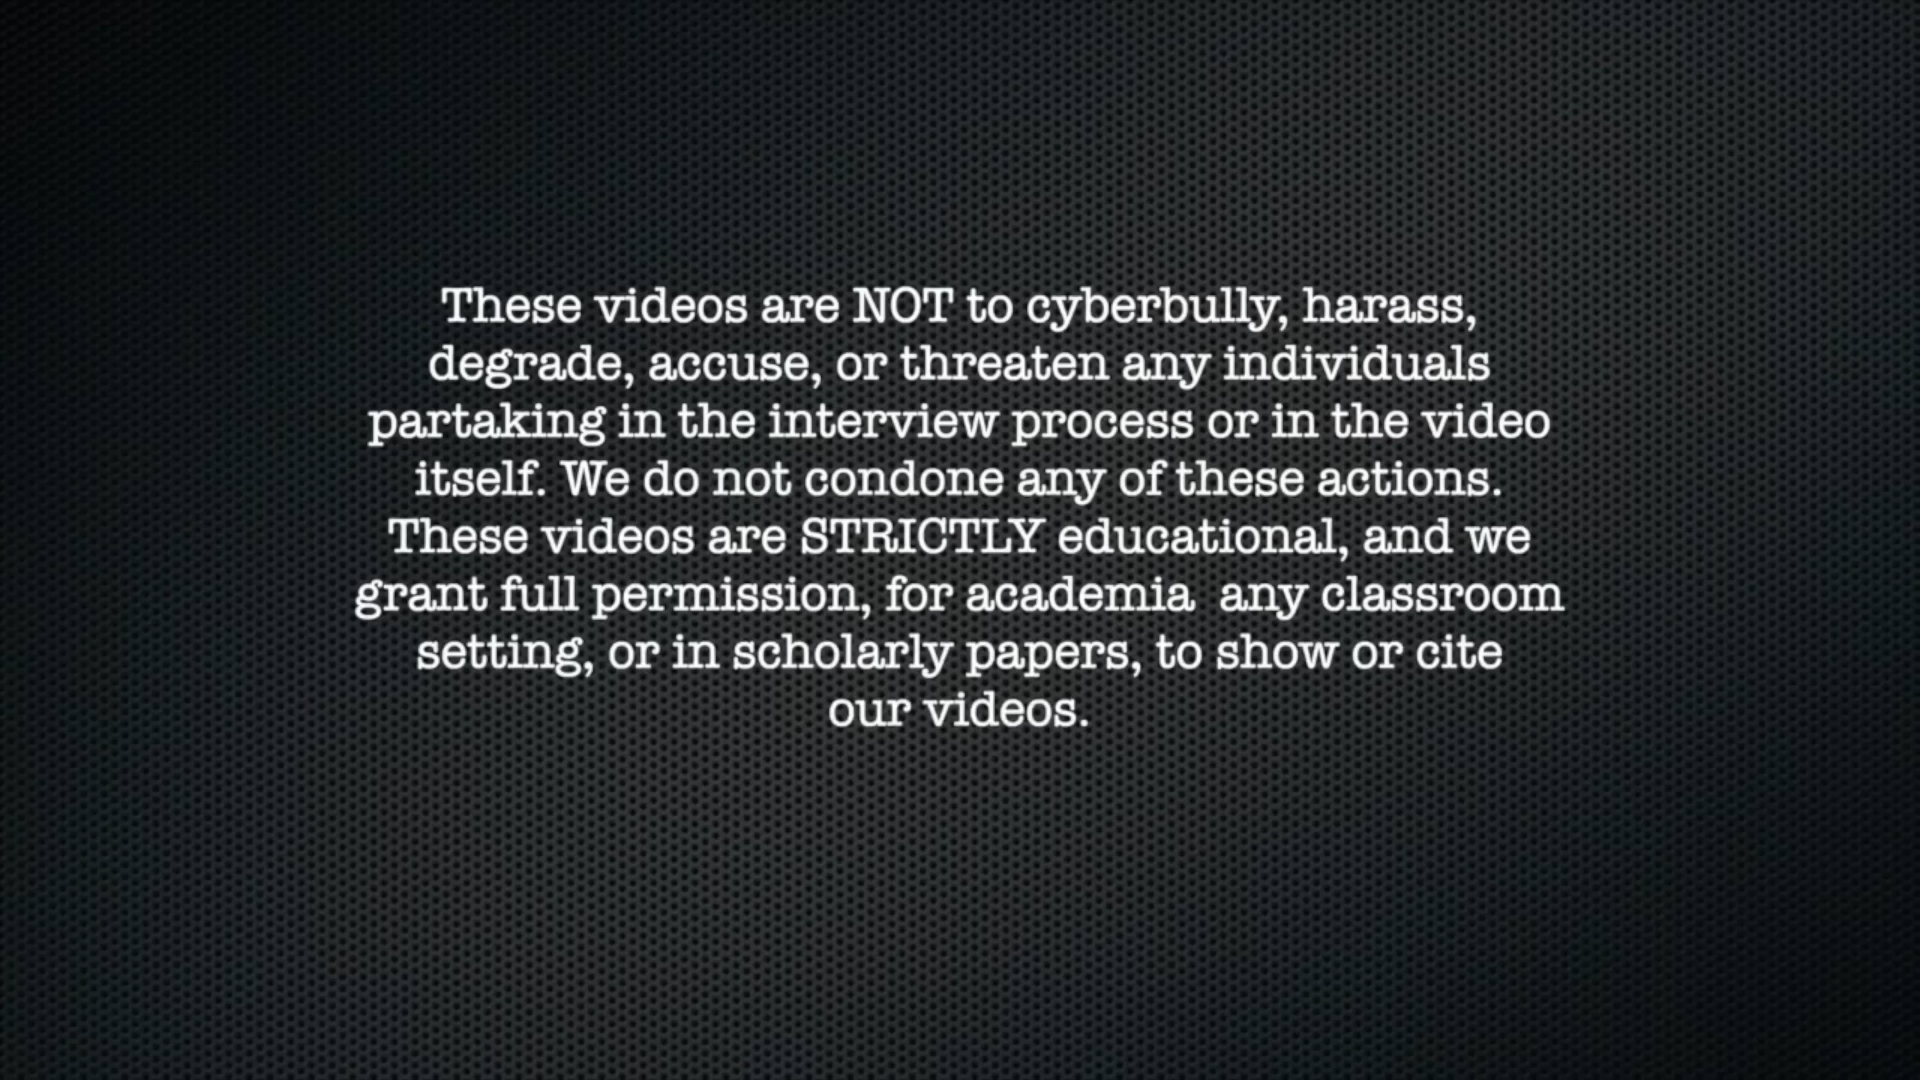 These videos are NOT to cyberbully, harass,
degrade, accuse, or threaten any individuals
partaking in the interview process or in the video
itself. We do not condone any of these actions.
These videos are STRICTLY educational, and we
grant full permission, for academia  any classroom
setting, or in scholarly papers, to show or cite
our videos.